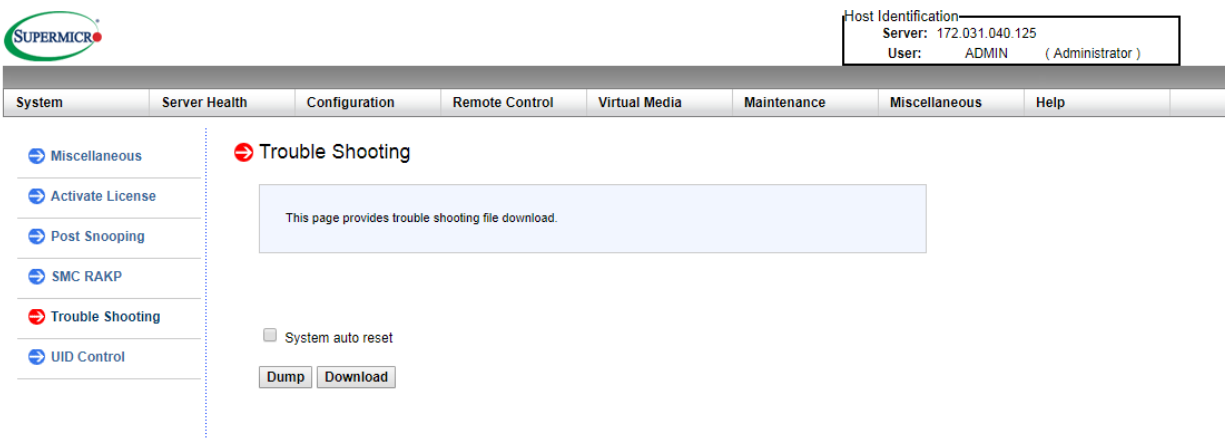 SUPERMICRO
Host Identification
Server: 172.031.040.125
User: ADMIN ( Administrator )
System Server Health Configuration Remote Control Virtual Media Maintenance Miscellaneous Help
Miscellaneous
Activate License
Post Snooping
SMC RAKP
Trouble Shooting
UID Control
Trouble Shooting
This page provides trouble shooting file download.
System auto reset
Dump Download